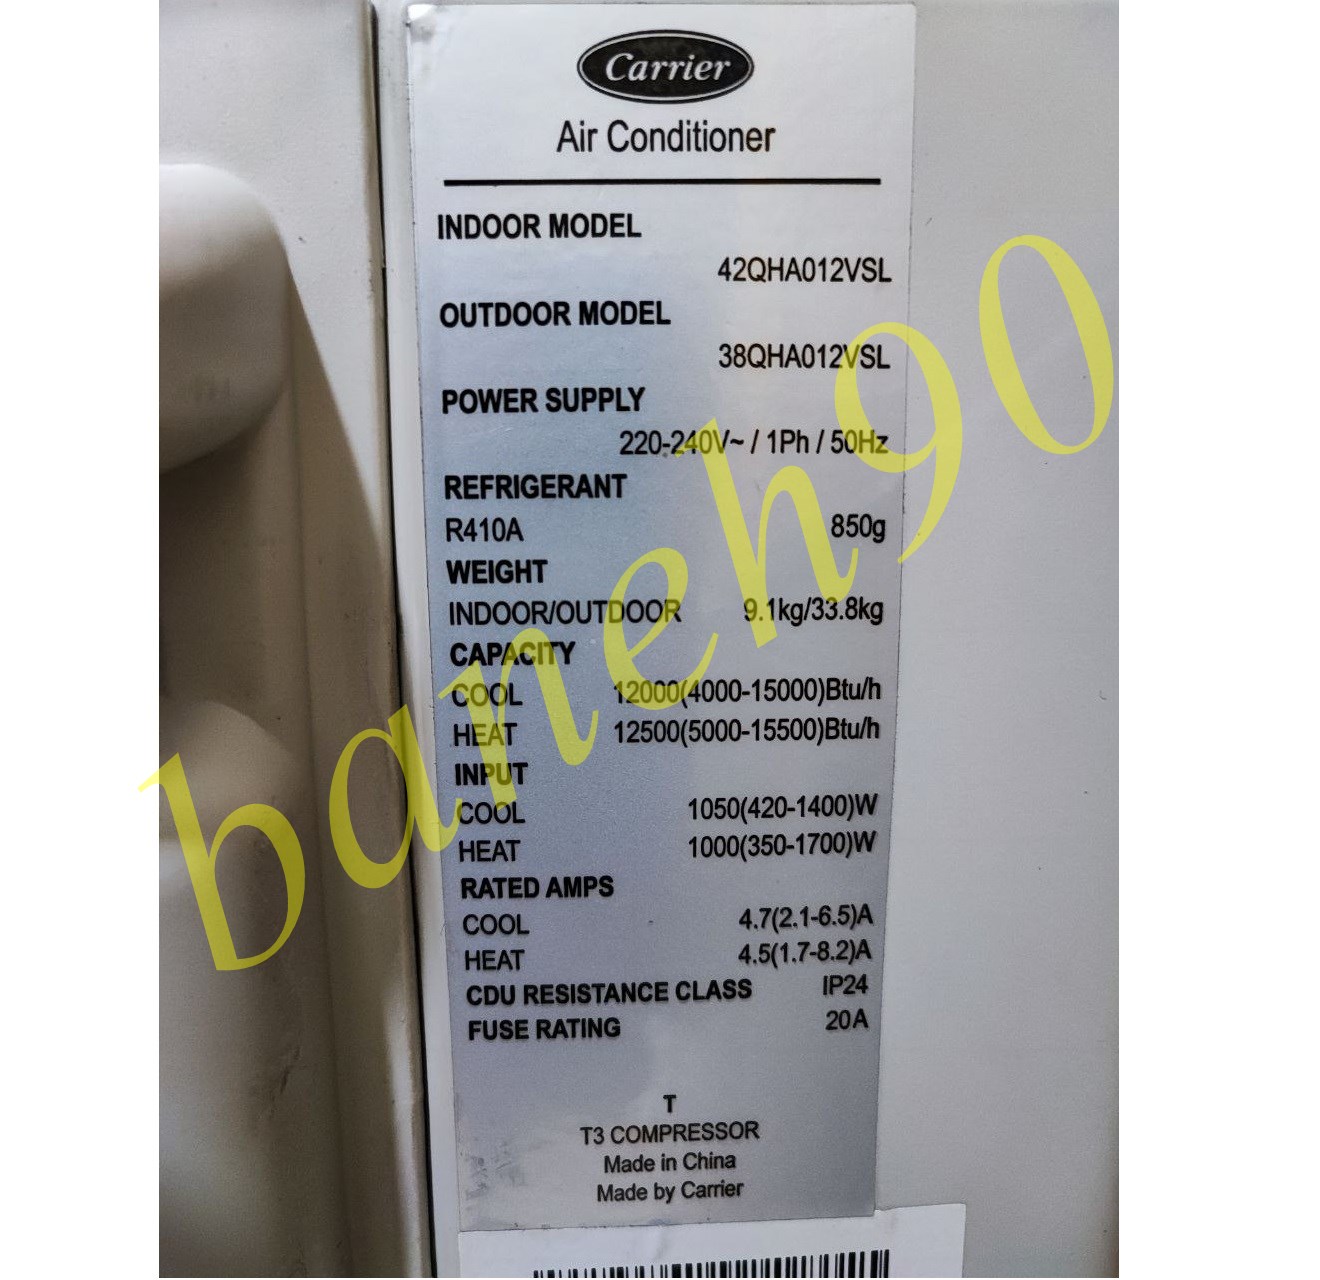 Carrier
Air Conditioner
INDOOR MODEL
42QHA012VSL
OUTDOOR MODEL
38QHA012VSL
POWER SUPPLY
220-240V~ / 1Ph / 50Hz
REFRIGERANT
R410A 850g
WEIGHT
INDOOR/OUTDOOR 9.1kg/33.8kg
CAPACITY
COOL 12000(4000-15000)Btu/h
HEAT 12500(5000-15500)Btu/h
INPUT
COOL 1050(420-1400)W
HEAT 1000(350-1700)W
RATED AMPS
COOL 4.7(2.1-6.5)A
HEAT 4.5(1.7-8.2)A
CDU RESISTANCE CLASS IP24
FUSE RATING 20A
T
T3 COMPRESSOR
Made in China
Made by Carrier
baneh90